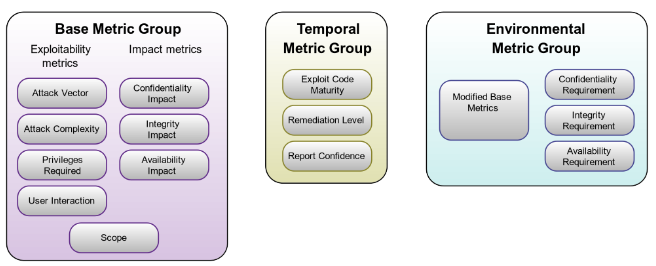 Base Metric Group
Exploitability
metrics
Impact metrics
Attack Vector
Attack Complexity
Privileges
Required
User Interaction
Confidentiality
Impact
Integrity
Impact
Availability
Impact
Scope
Temporal
Metric Group
Exploit Code
Maturity
Remediation Level
Report Confidence
Environmental
Metric Group
Modified Base
Metrics
Confidentiality
Requirement
Integrity
Requirement
Availability
Requirement